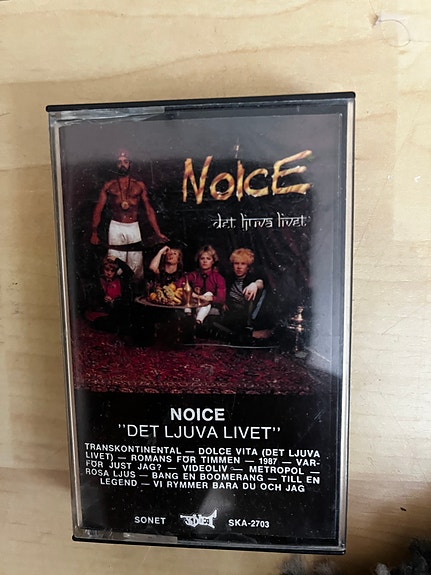 NOICE
det ljuva livet
NOICE
"DET LJUVA LIVET"
TRANSKONTINENTAL — DOLCE VITA (DET LJUVA
LIVET) — ROMANS FÖR TIMMEN — 1987 — VAR-
FÖR JUST JAG? — VIDEOLIV — METROPOL —
ROSA LJUS — BANG EN BOOMERANG — TILL EN
LEGEND — VI RYMMER BARA DU OCH JAG
SONET SONET SKA-2703